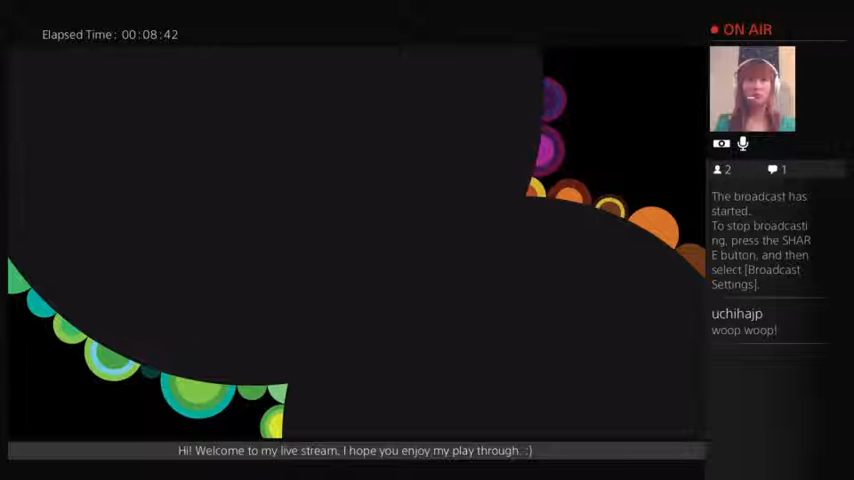 Elapsed Time: 00:08:42
ON AIR
2 1
The broadcast has
started.
To stop broadcasti
ng, press the SHAR
E button, and then
select [Broadcast
Settings].
uchihajp
woop woop!
Hi! Welcome to my live stream, I hope you enjoy my play through. :)